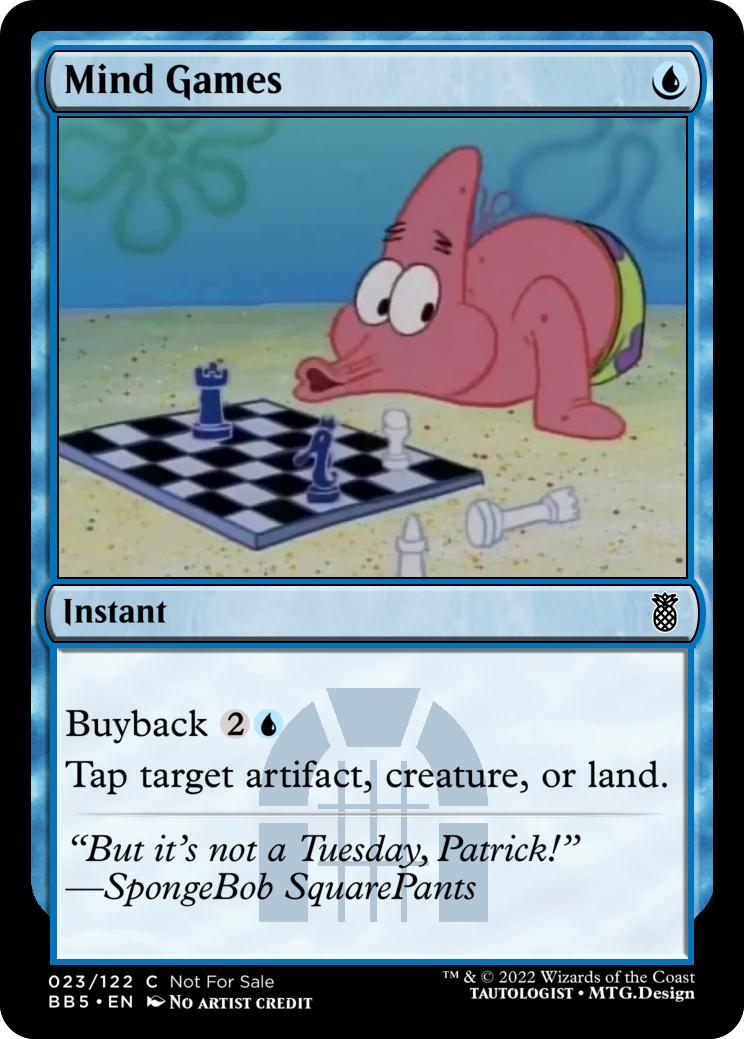 Mind Games
Instant
Buyback 2
Tap target artifact, creature, or land.
“But it’s not a Tuesday, Patrick!”
—SpongeBob SquarePants
023/122 C Not For Sale
BB5 • EN No artist credit
™ & © 2022 Wizards of the Coast
TAUTOLOGIST • MTG.Design